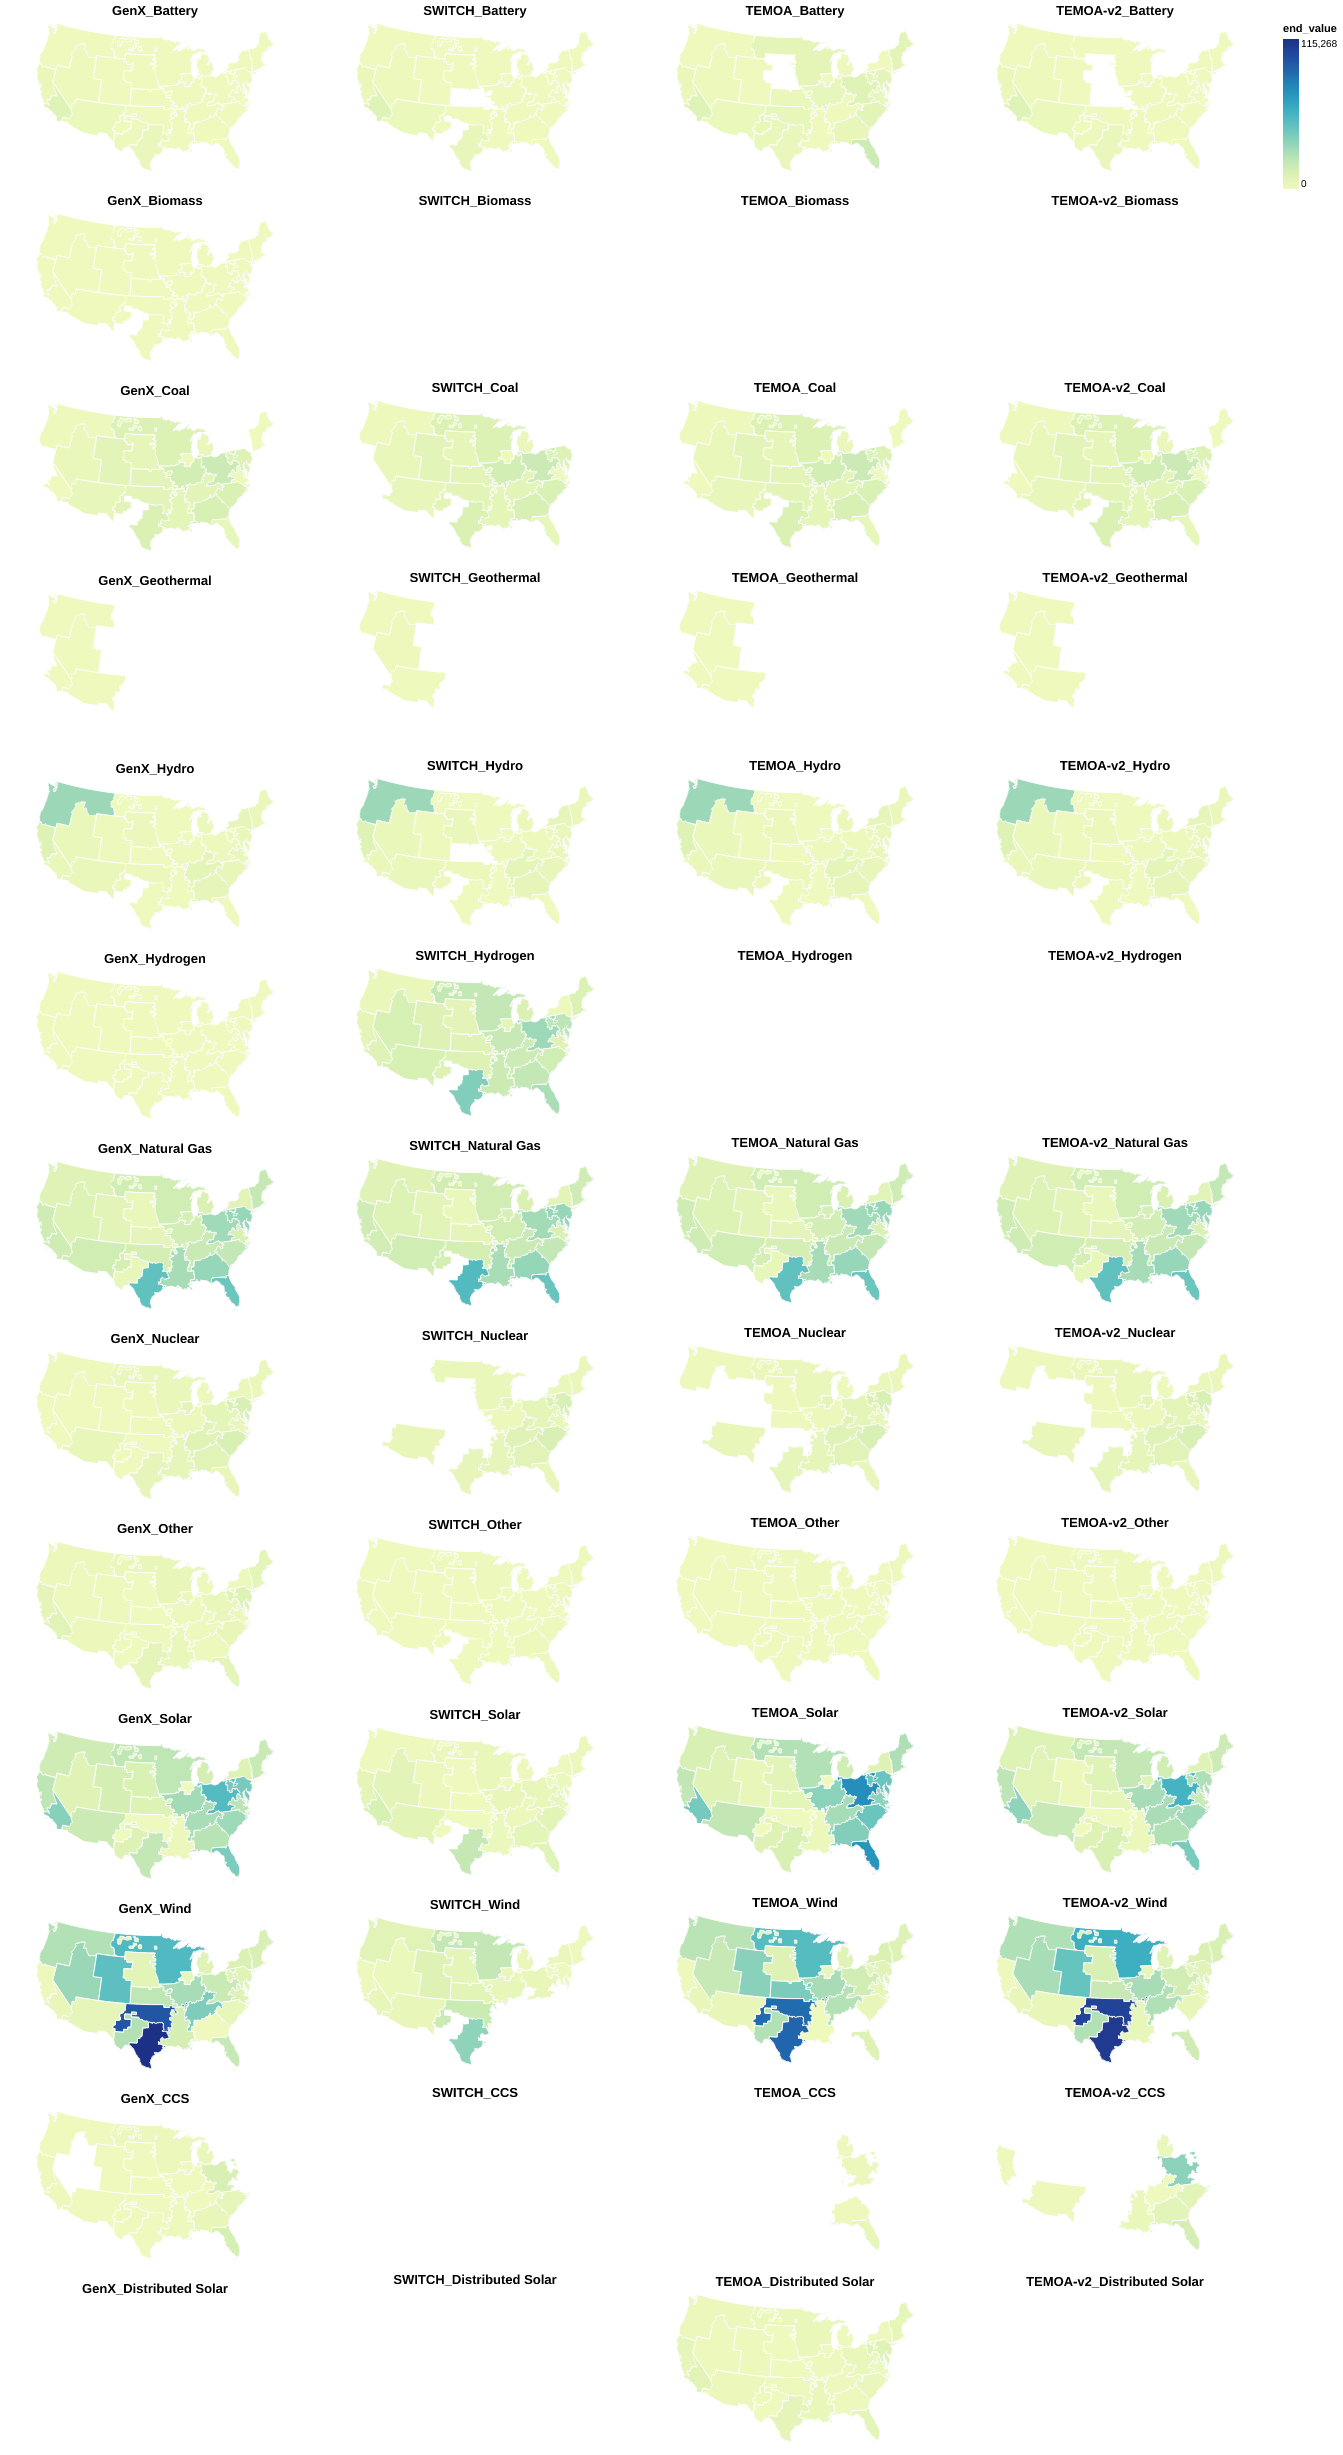 GenX_Battery SWITCH_Battery TEMOA_Battery TEMOA-v2_Battery
end_value
115,268
0
GenX_Biomass SWITCH_Biomass TEMOA_Biomass TEMOA-v2_Biomass
GenX_Coal SWITCH_Coal TEMOA_Coal TEMOA-v2_Coal
GenX_Geothermal SWITCH_Geothermal TEMOA_Geothermal TEMOA-v2_Geothermal
GenX_Hydro SWITCH_Hydro TEMOA_Hydro TEMOA-v2_Hydro
GenX_Hydrogen SWITCH_Hydrogen TEMOA_Hydrogen TEMOA-v2_Hydrogen
GenX_Natural Gas SWITCH_Natural Gas TEMOA_Natural Gas TEMOA-v2_Natural Gas
GenX_Nuclear SWITCH_Nuclear TEMOA_Nuclear TEMOA-v2_Nuclear
GenX_Other SWITCH_Other TEMOA_Other TEMOA-v2_Other
GenX_Solar SWITCH_Solar TEMOA_Solar TEMOA-v2_Solar
GenX_Wind SWITCH_Wind TEMOA_Wind TEMOA-v2_Wind
GenX_CCS SWITCH_CCS TEMOA_CCS TEMOA-v2_CCS
GenX_Distributed Solar SWITCH_Distributed Solar TEMOA_Distributed Solar TEMOA-v2_Distributed Solar